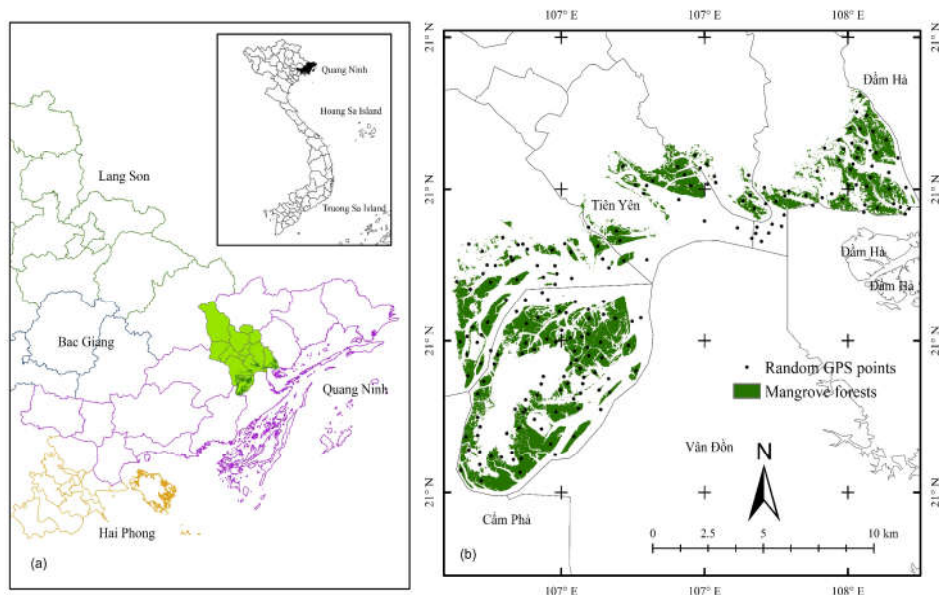 Quang Ninh
Hoang Sa Island
Truong Sa Island
Lang Son
Bac Giang
Quang Ninh
Hai Phong
(a)
107° E 107° E 108° E
21° N
21° N
21° N
21° N
Đầm Hà
Tiên Yên
Đầm Hà
Đầm Hà
Random GPS points
Mangrove forests
Vân Đồn
N
Cẩm Phả
0 2.5 5 10 km
(b)
21° N
21° N
21° N
21° N
107° E 107° E 108° E